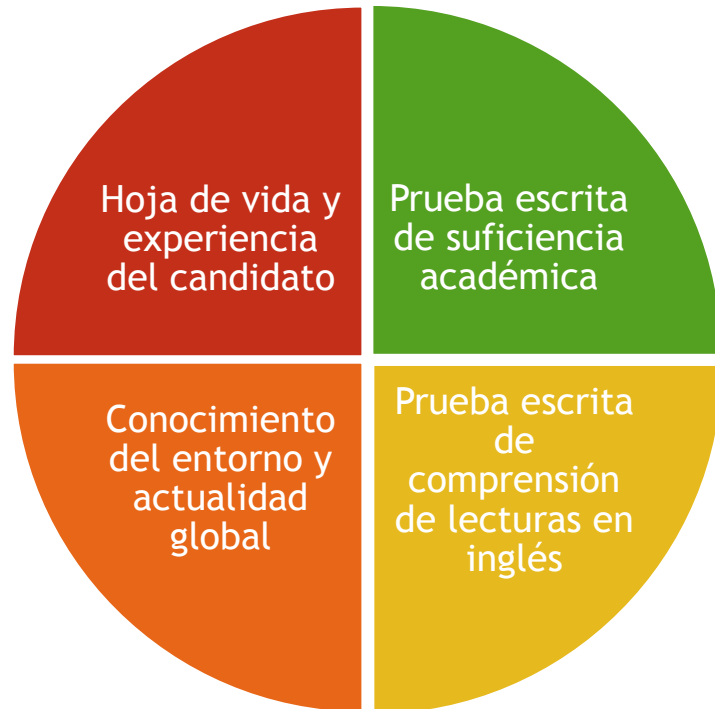 Hoja de vida y
experiencia
del candidato
Prueba escrita
de suficiencia
académica
Conocimiento
del entorno y
actualidad
global
Prueba escrita
de
comprensión
de lecturas en
inglés